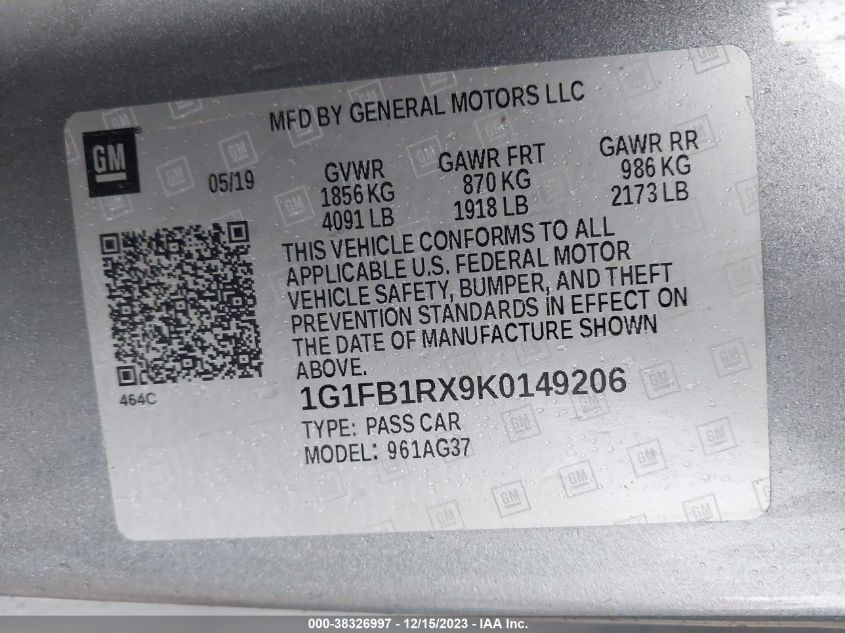 MFD BY GENERAL MOTORS LLC
GM
05/19
GVWR
1856 KG
4091 LB
GAWR FRT
870 KG
1918 LB
GAWR RR
986 KG
2173 LB
THIS VEHICLE CONFORMS TO ALL
APPLICABLE U.S. FEDERAL MOTOR
VEHICLE SAFETY, BUMPER, AND THEFT
PREVENTION STANDARDS IN EFFECT ON
THE DATE OF MANUFACTURE SHOWN
ABOVE.
464C
1G1FB1RX9K0149206
TYPE: PASS CAR
MODEL: 961AG37
000-38326997 - 12/15/2023 - IAA Inc.